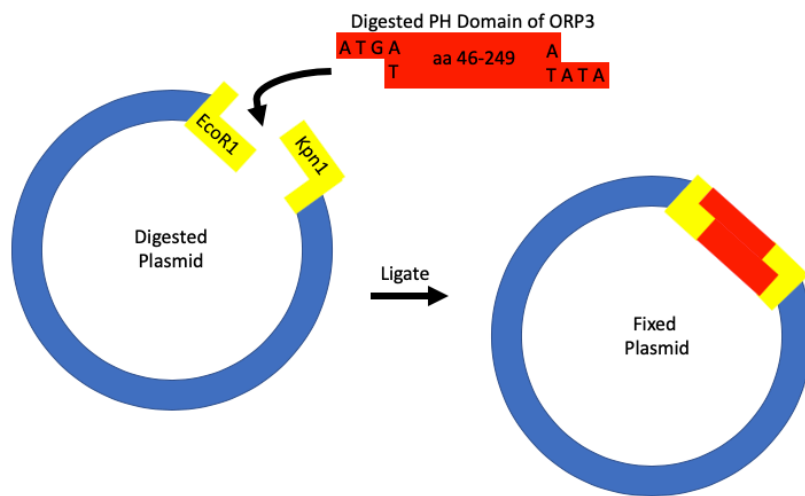 Digested PH Domain of ORP3
A T G A
T
aa 46-249
A
T A T A
EcoR1
Kpn1
Digested
Plasmid
Ligate
Fixed
Plasmid